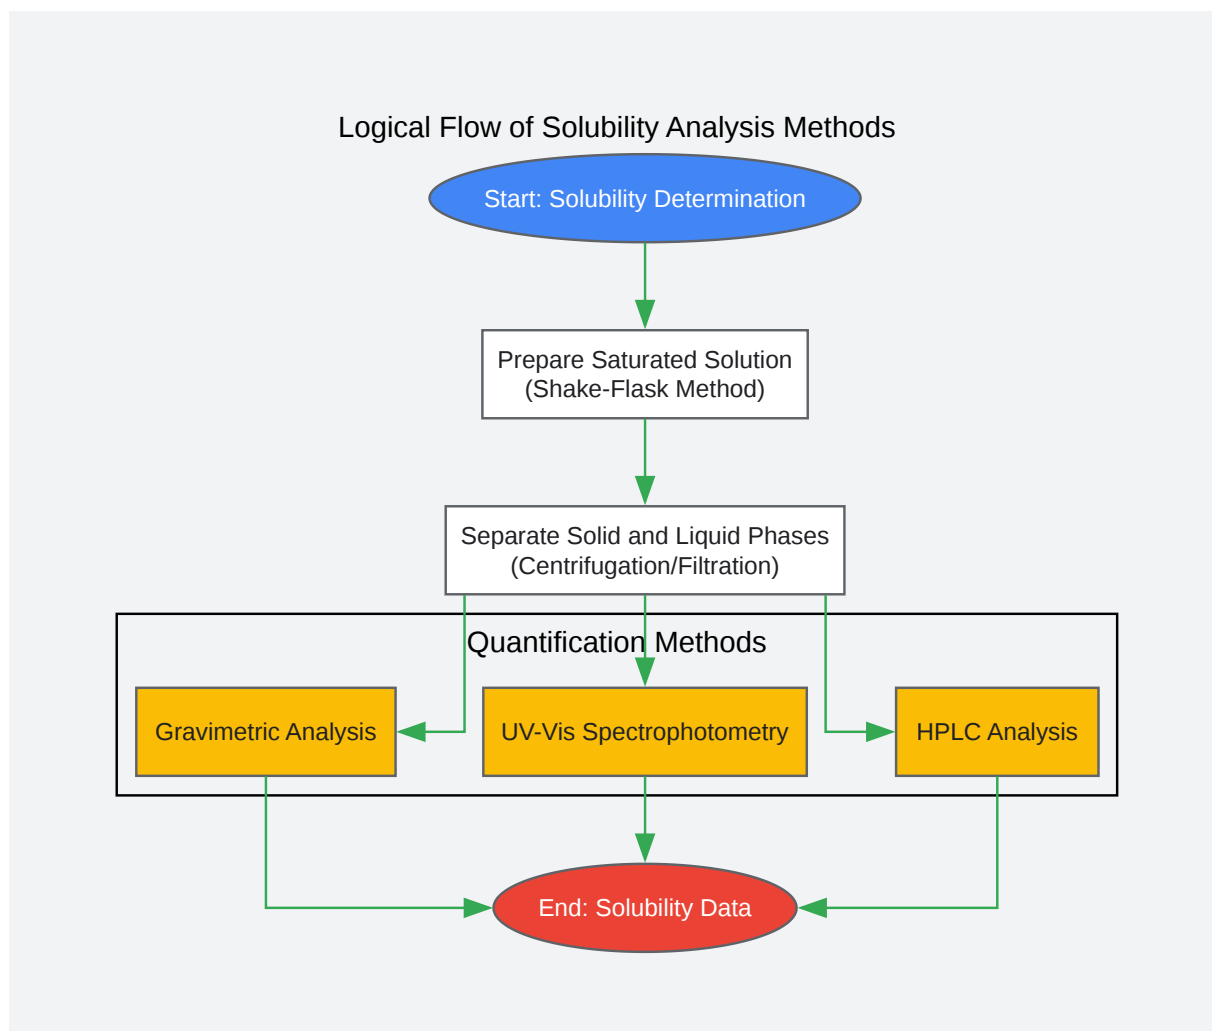 Logical Flow of Solubility Analysis Methods
Start: Solubility Determination
Prepare Saturated Solution
(Shake-Flask Method)
Separate Solid and Liquid Phases
(Centrifugation/Filtration)
Quantification Methods
Gravimetric Analysis
UV-Vis Spectrophotometry
HPLC Analysis
End: Solubility Data